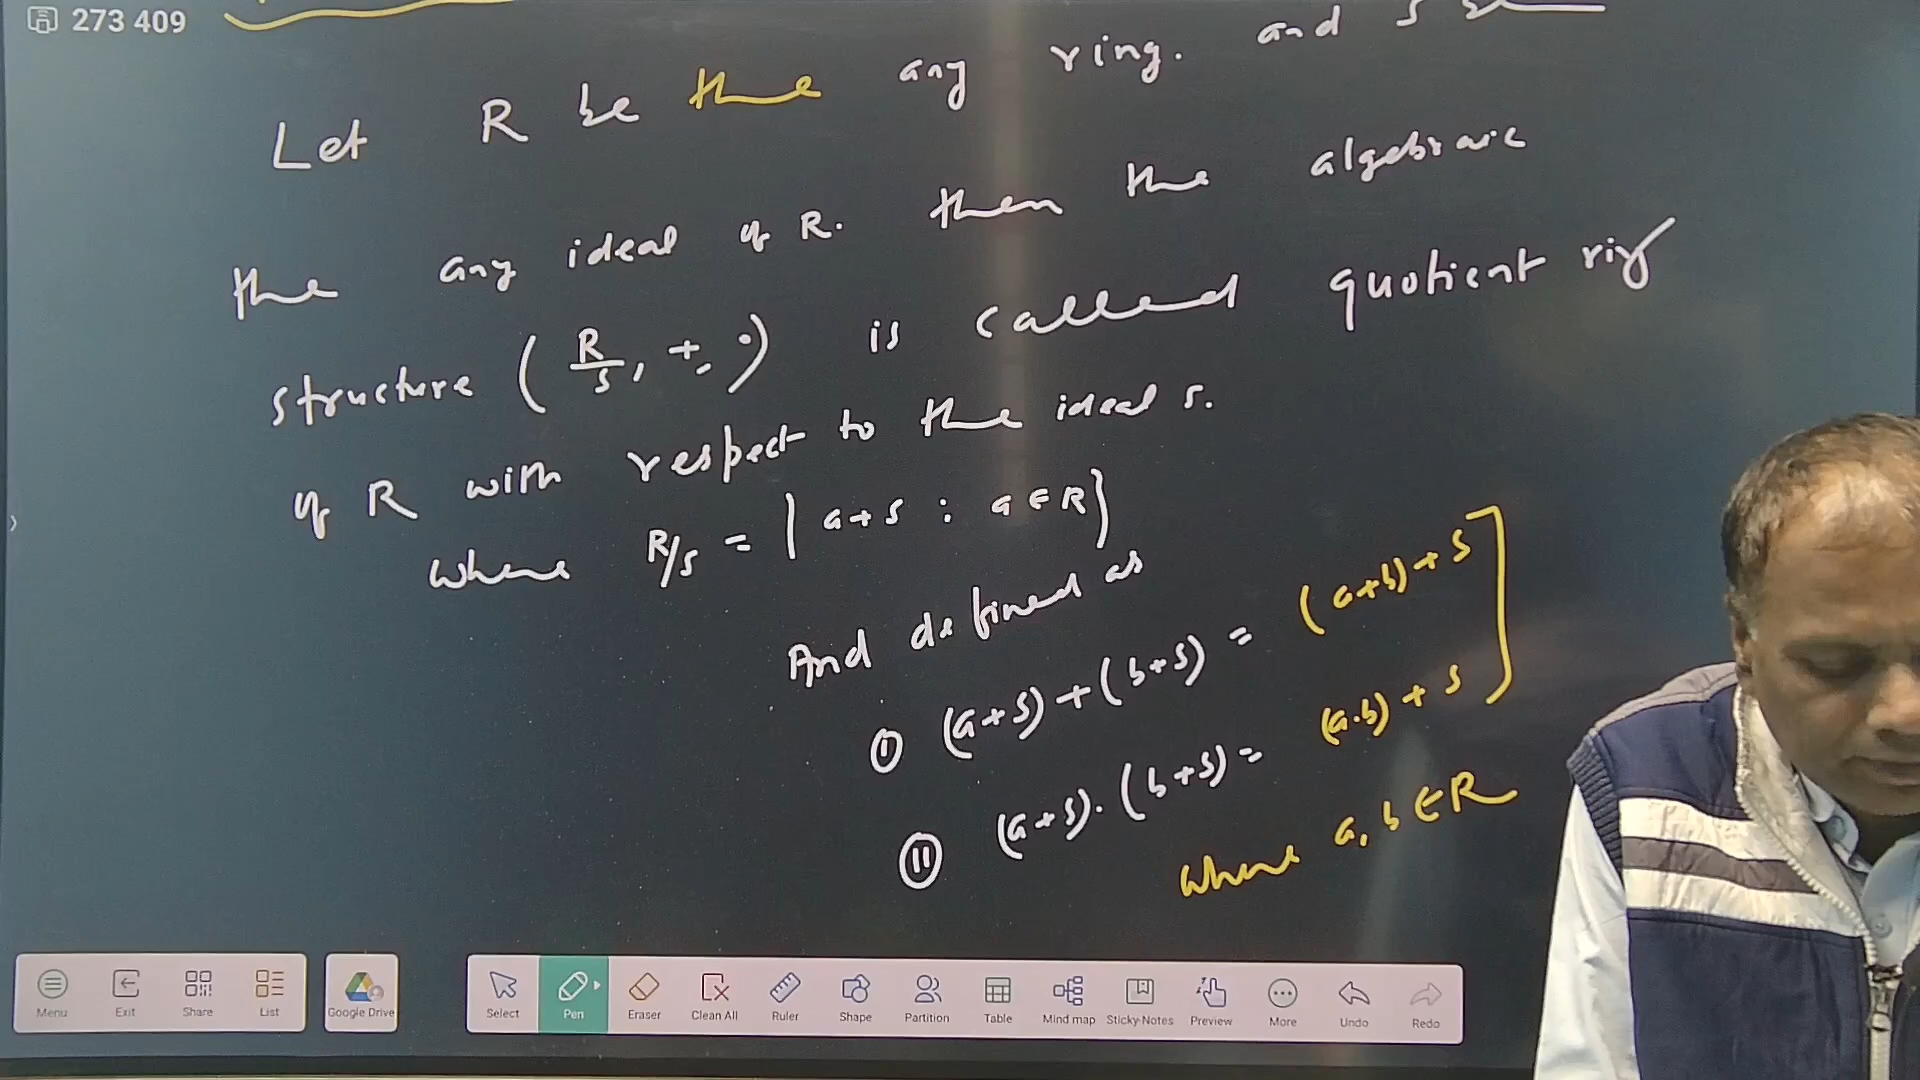 273 409
Let R be the any ring. and S
the any ideal of R. then the algebraic
structure ( R/S, +, . ) is called quotient ring
of R with respect to the ideal S.
where R/S = { a+S : a ∈ R }
And defined as
(I) (a+S)+(b+S) = (a+b)+S
(II) (a+S).(b+S) = (a.b)+S
where a, b ∈ R
Menu Exit Share List Google Drive Select Pen Eraser Clean All Ruler Shape Partition Table Mind map Sticky Notes Preview More Undo Redo